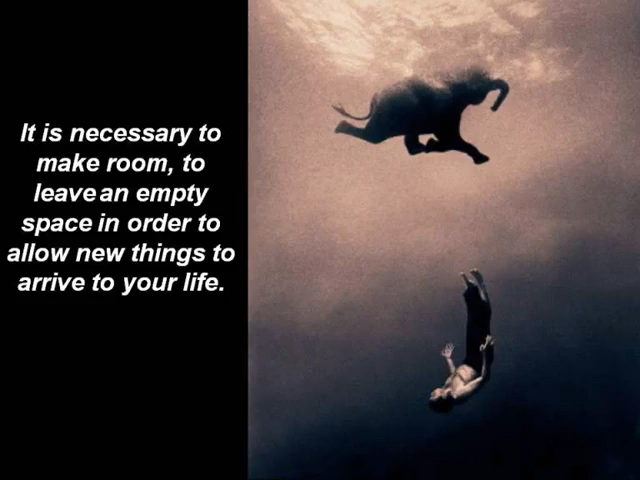 It is necessary to
make room, to
leave an empty
space in order to
allow new things to
arrive to your life.